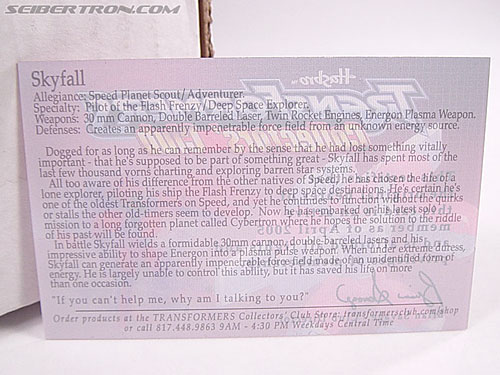 SEIBERTRON.COM
Skyfall
Allegiance: Speed Planet Scout/Adventurer.
Specialty: Pilot of the Flash Frenzy/Deep Space Explorer.
Weapons: 30 mm Cannon, Double Barreled Laser, Twin Rocket Engines, Energon Plasma Weapon.
Defenses: Creates an apparently impenetrable force field from an unknown energy source.
Dogged for as long as he can remember by the sense that he had lost something vitally
important - that he's supposed to be part of something great - Skyfall has spent most of the
last few thousand vorns charting and exploring barren star systems.
All too aware of his difference from the other natives of Speed, he has chosen the life of a
lone explorer, piloting his ship the Flash Frenzy to deep space destinations. He's certain he's
one of the oldest Transformers on Speed, and yet he continues to function without the quirks
or stalls the other old-timers seem to develop. Now he has embarked on his latest solo
mission to a long forgotten planet called Cybertron where he hopes the solution to the riddle
of his past will be found.
In battle Skyfall wields a formidable 30mm cannon, double barreled lasers and his
impressive ability to shape Energon into a plasma pulse weapon. When under extreme distress,
Skyfall can generate an apparently impenetrable force field made of an unidentified form of
energy. He is largely unable to control this ability, but it has saved his life on more
than one occasion.
"If you can't help me, why am I talking to you?"
Order products at the TRANSFORMERS Collectors' Club Store: transformersclub.com/shop
or call 817.448.9863 9AM - 4:30 PM Weekdays Central Time